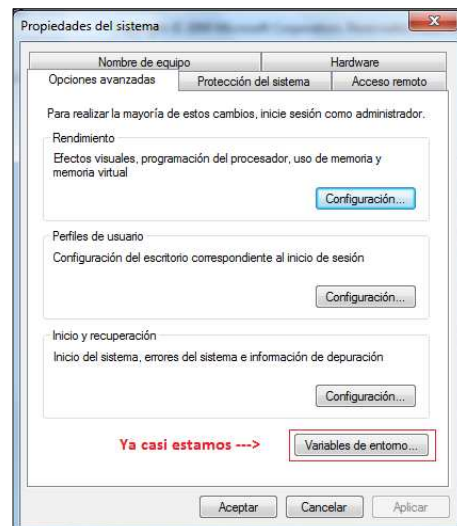 Propiedades del sistema
Nombre de equipo
Hardware
Opciones avanzadas
Protección del sistema
Acceso remoto
Para realizar la mayoría de estos cambios, inicie sesión como administrador.
Rendimiento
Efectos visuales, programación del procesador, uso de memoria y
memoria virtual
Configuración...
Perfiles de usuario
Configuración del escritorio correspondiente al inicio de sesión
Configuración...
Inicio y recuperación
Inicio del sistema, errores del sistema e información de depuración
Configuración...
Ya casi estamos --->
Variables de entorno...
Aceptar
Cancelar
Aplicar